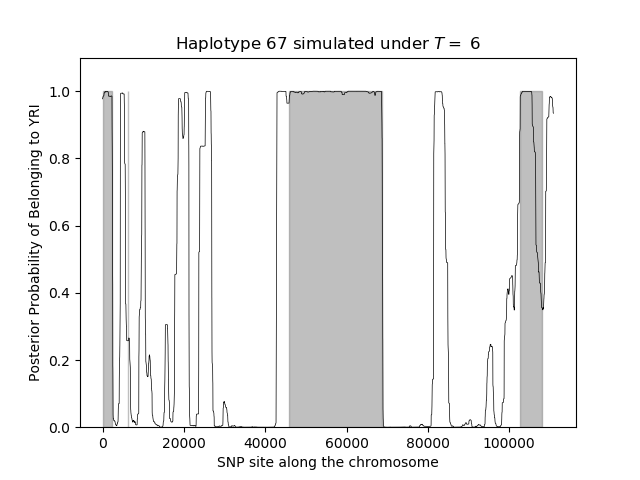 Haplotype 67 simulated under T = 6
Posterior Probability of Belonging to YRI
1.0
0.8
0.6
0.4
0.2
0.0
0 20000 40000 60000 80000 100000
SNP site along the chromosome